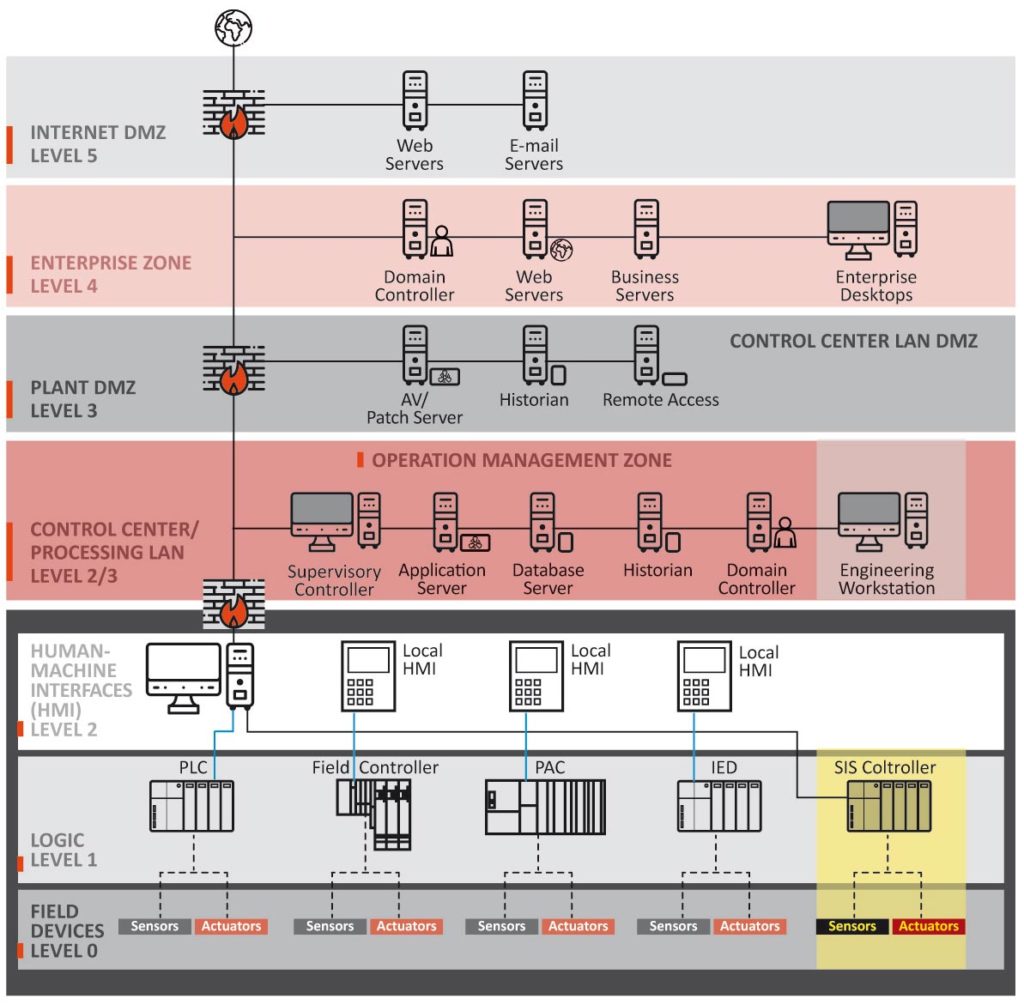 INTERNET DMZ
LEVEL 5
Web
Servers
E-mail
Servers
ENTERPRISE ZONE
LEVEL 4
Domain
Controller
Web
Servers
Business
Servers
Enterprise
Desktops
CONTROL CENTER LAN DMZ
PLANT DMZ
LEVEL 3
AV/
Patch Server
Historian
Remote Access
OPERATION MANAGEMENT ZONE
CONTROL CENTER/
PROCESSING LAN
LEVEL 2/3
Supervisory
Controller
Application
Server
Database
Server
Historian
Domain
Controller
Engineering
Workstation
HUMAN-
MACHINE
INTERFACES
(HMI)
LEVEL 2
Local
HMI
Local
HMI
Local
HMI
PLC
Field Controller
PAC
IED
SIS Coltroller
LOGIC
LEVEL 1
FIELD
DEVICES
LEVEL 0
Sensors
Actuators
Sensors
Actuators
Sensors
Actuators
Sensors
Actuators
Sensors
Actuators